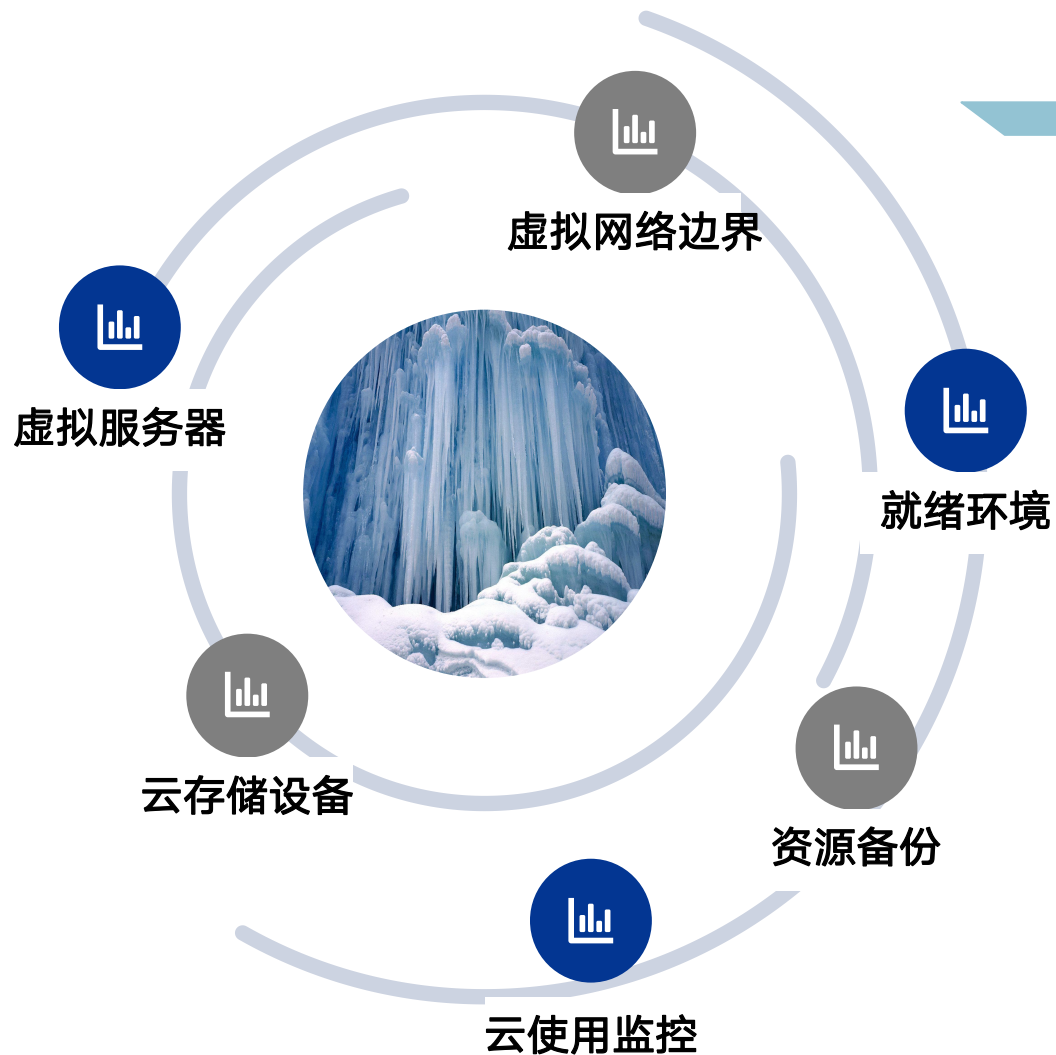 虚拟网络边界
虚拟服务器
就绪环境
云存储设备
资源备份
云使用监控